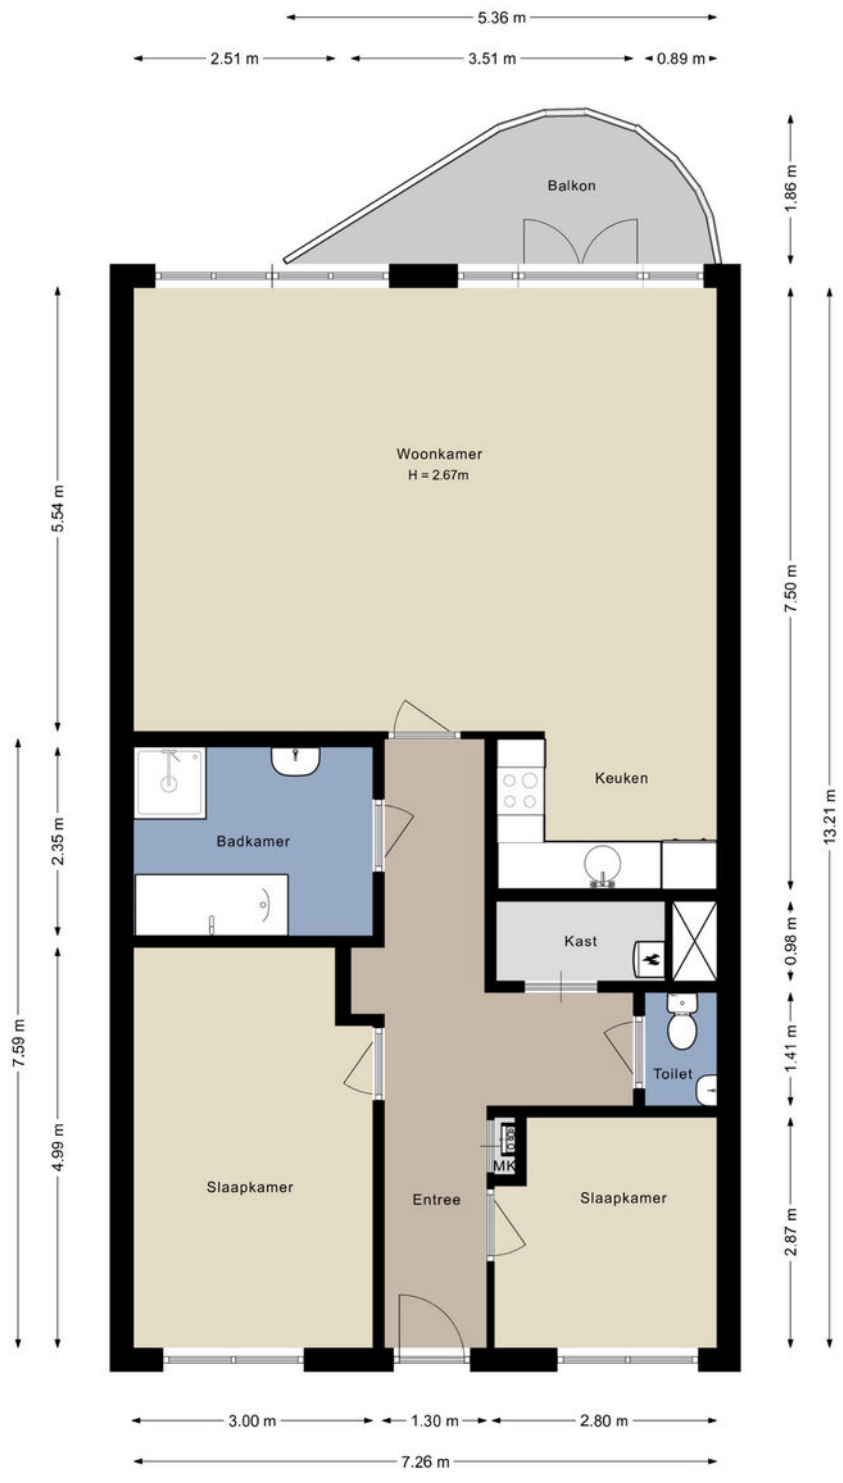 5.36 m
2.51 m
3.51 m
0.89 m
1.86 m
Balkon
Woonkamer
H = 2.67m
5.54 m
7.50 m
13.21 m
Keuken
2.35 m
Badkamer
Kast
0.98 m
7.59 m
1.41 m
Toilet
4.99 m
MK
Slaapkamer
Entree
Slaapkamer
2.87 m
3.00 m
1.30 m
2.80 m
7.26 m